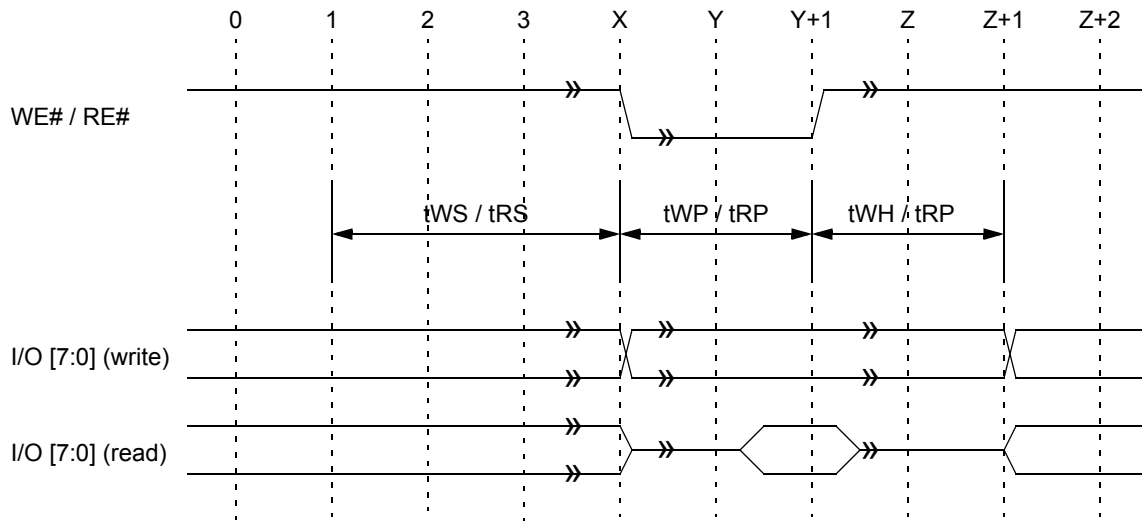 0 1 2 3 X Y Y+1 Z Z+1 Z+2
WE# / RE#
tWS / tRS tWP / tRP tWH / tRP
I/O [7:0] (write)
I/O [7:0] (read)